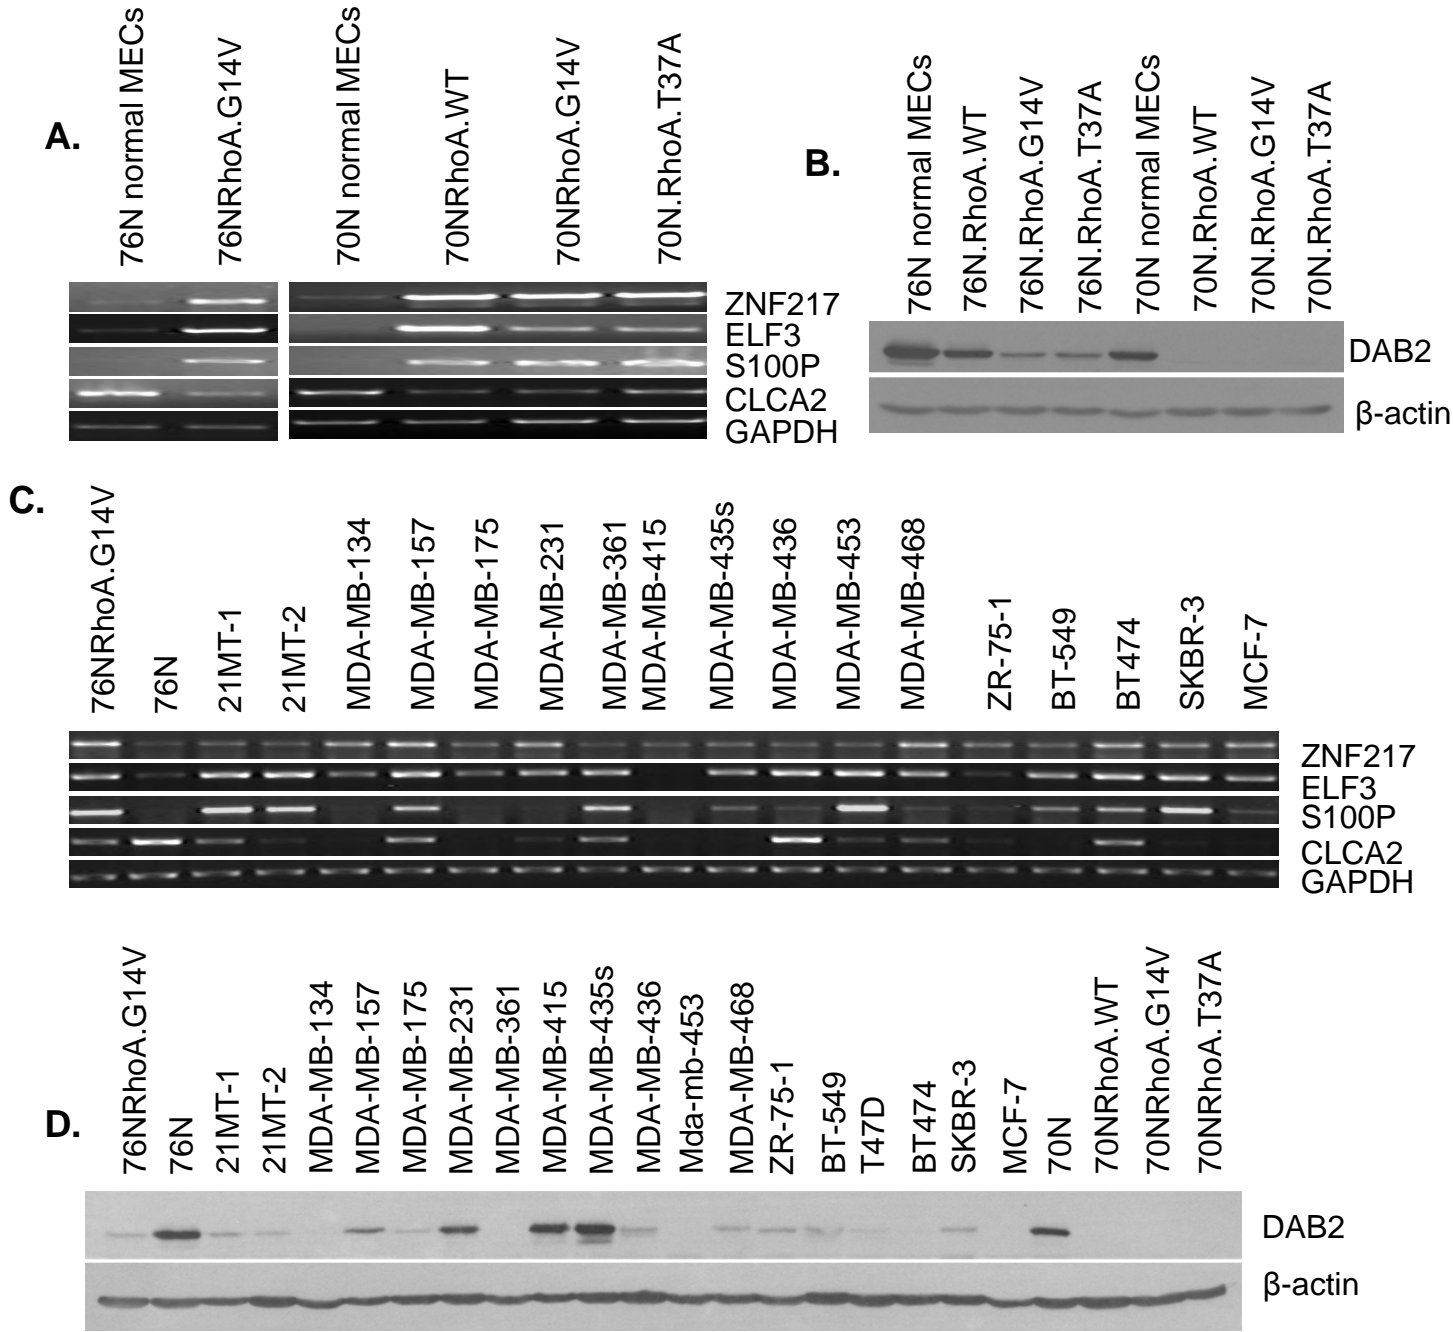 A.
76N normal MECs
76NRhoA.G14V
70N normal MECs
70NRhoA.WT
70NRhoA.G14V
70N.RhoA.T37A
ZNF217
ELF3
S100P
CLCA2
GAPDH
B.
76N normal MECs
76N.RhoA.WT
76N.RhoA.G14V
76N.RhoA.T37A
70N normal MECs
70N.RhoA.WT
70N.RhoA.G14V
70N.RhoA.T37A
DAB2
β-actin
C.
76NRhoA.G14V
76N
21MT-1
21MT-2
MDA-MB-134
MDA-MB-157
MDA-MB-175
MDA-MB-231
MDA-MB-361
MDA-MB-415
MDA-MB-435s
MDA-MB-436
MDA-MB-453
MDA-MB-468
ZR-75-1
BT-549
BT474
SKBR-3
MCF-7
ZNF217
ELF3
S100P
CLCA2
GAPDH
D.
76NRhoA.G14V
76N
21MT-1
21MT-2
MDA-MB-134
MDA-MB-157
MDA-MB-175
MDA-MB-231
MDA-MB-361
MDA-MB-415
MDA-MB-435s
MDA-MB-436
Mda-mb-453
MDA-MB-468
ZR-75-1
BT-549
T47D
BT474
SKBR-3
MCF-7
70N
70NRhoA.WT
70NRhoA.G14V
70NRhoA.T37A
DAB2
β-actin